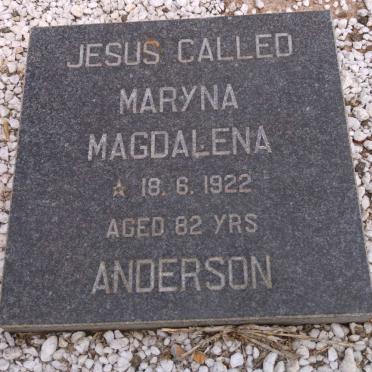 JESUS CALLED
MARYNA
MAGDALENA
☆ 18.6.1922
AGED 82 YRS
ANDERSON